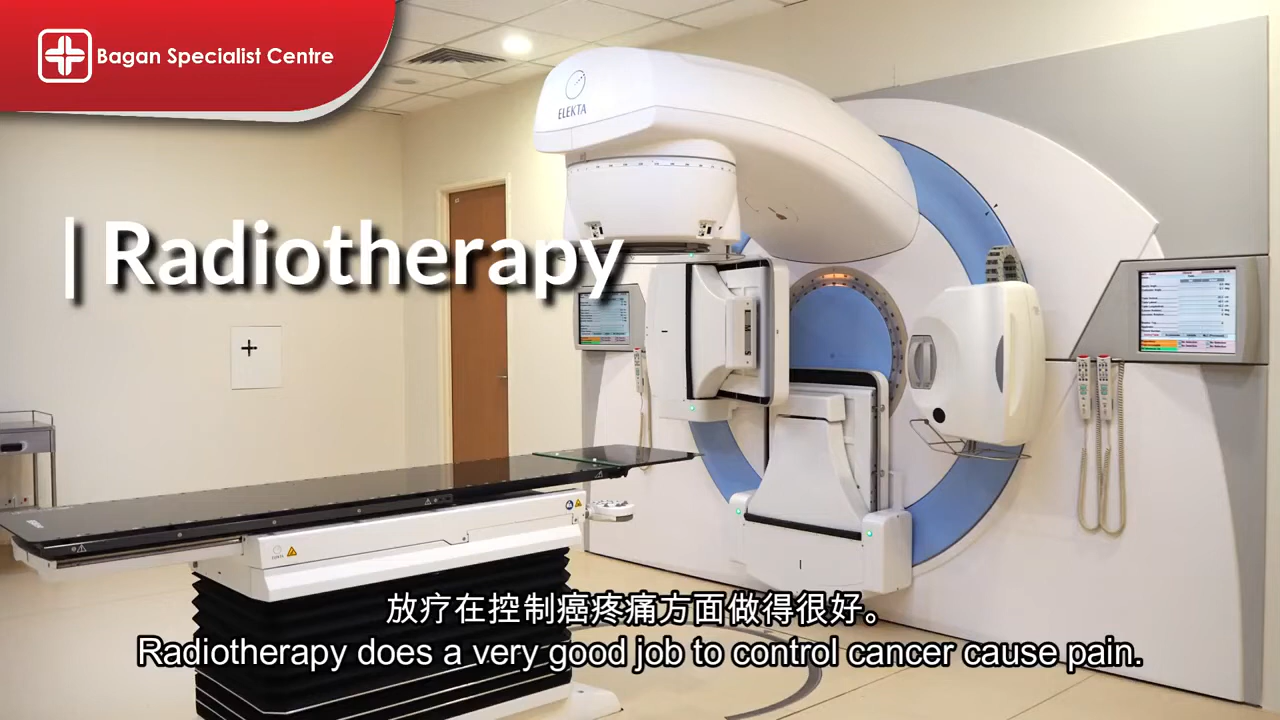 Bagan Specialist Centre
ELEKTA
| Radiotherapy
放疗在控制癌疼痛方面做得很好。
Radiotherapy does a very good job to control cancer cause pain.